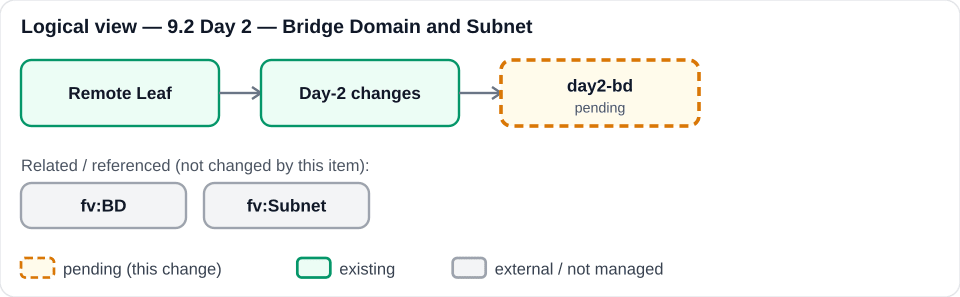 Logical view — 9.2 Day 2 — Bridge Domain and Subnet
Remote Leaf
Day-2 changes
day2-bd
pending
Related / referenced (not changed by this item):
fv:BD
fv:Subnet
pending (this change)
existing
external / not managed